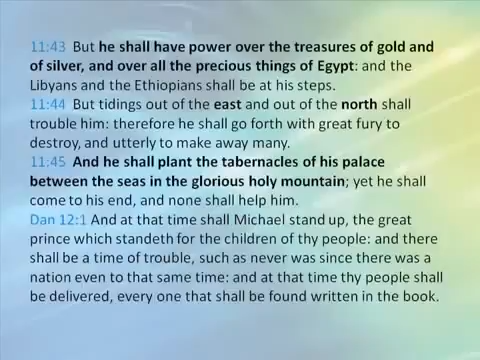 11:43 But he shall have power over the treasures of gold and
of silver, and over all the precious things of Egypt: and the
Libyans and the Ethiopians shall be at his steps.
11:44 But tidings out of the east and out of the north shall
trouble him: therefore he shall go forth with great fury to
destroy, and utterly to make away many.
11:45 And he shall plant the tabernacles of his palace
between the seas in the glorious holy mountain; yet he shall
come to his end, and none shall help him.
Dan 12:1 And at that time shall Michael stand up, the great
prince which standeth for the children of thy people: and there
shall be a time of trouble, such as never was since there was a
nation even to that same time: and at that time thy people shall
be delivered, every one that shall be found written in the book.